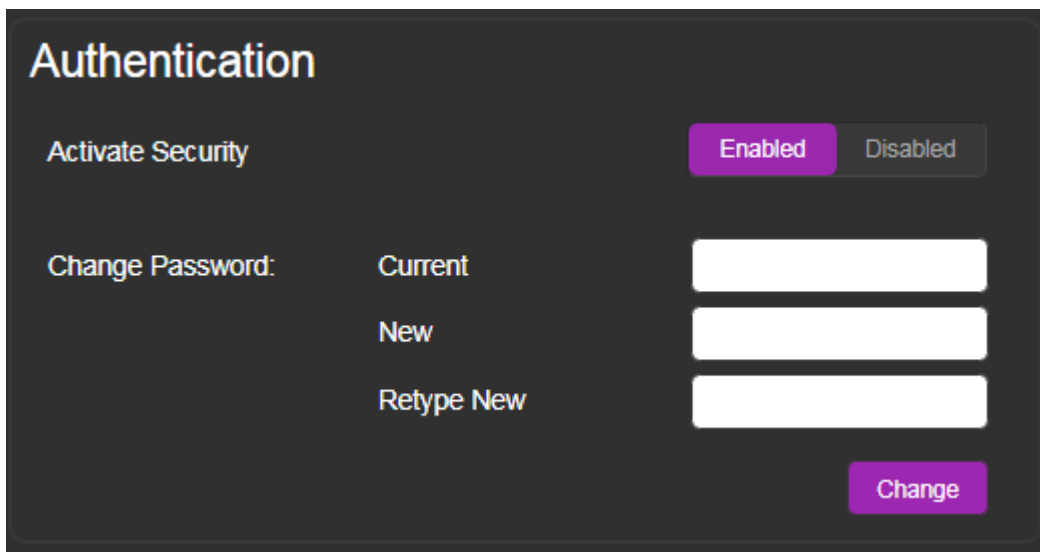 Authentication
Activate Security Enabled Disabled
Change Password: Current
New
Retype New
Change